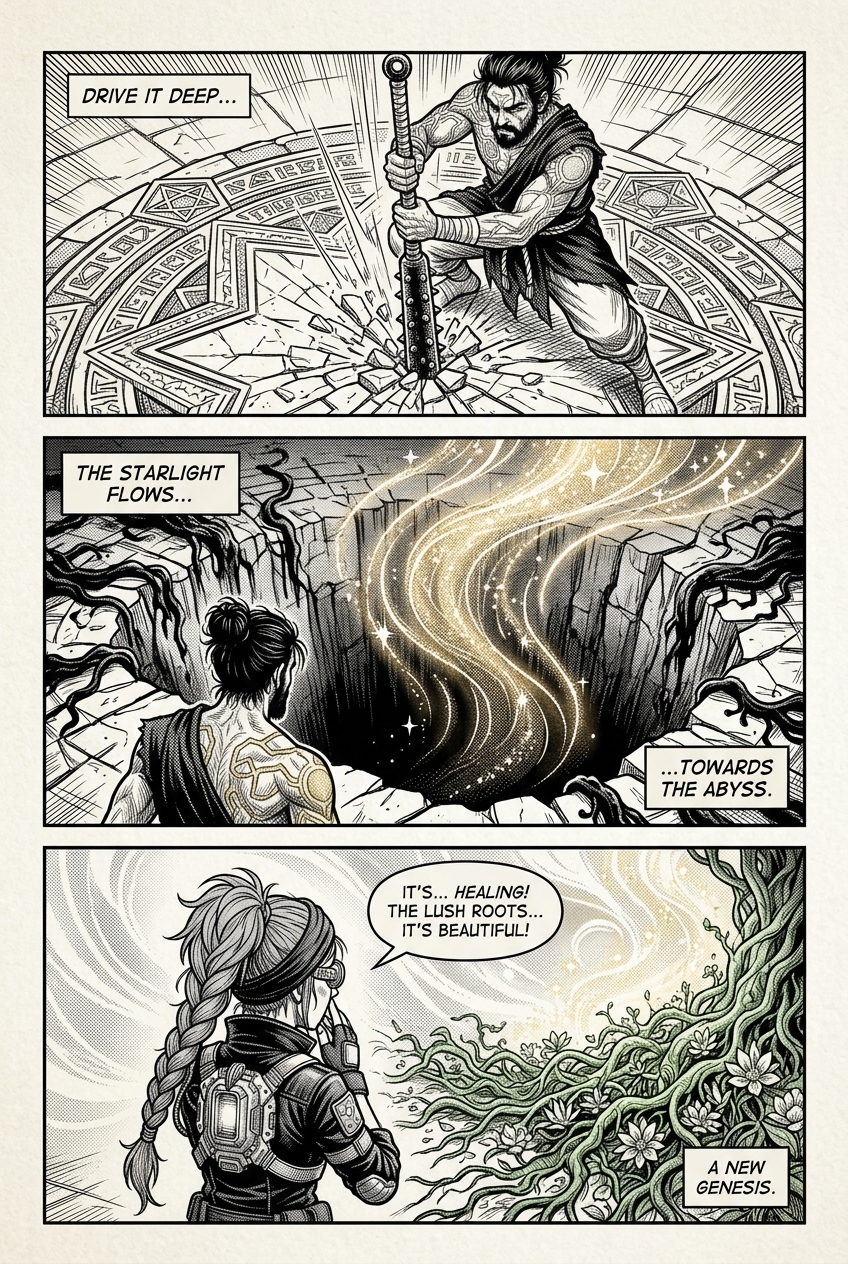 DRIVE IT DEEP...
THE STARLIGHT
FLOWS...
...TOWARDS
THE ABYSS.
IT'S... HEALING!
THE LUSH ROOTS...
IT'S BEAUTIFUL!
A NEW
GENESIS.